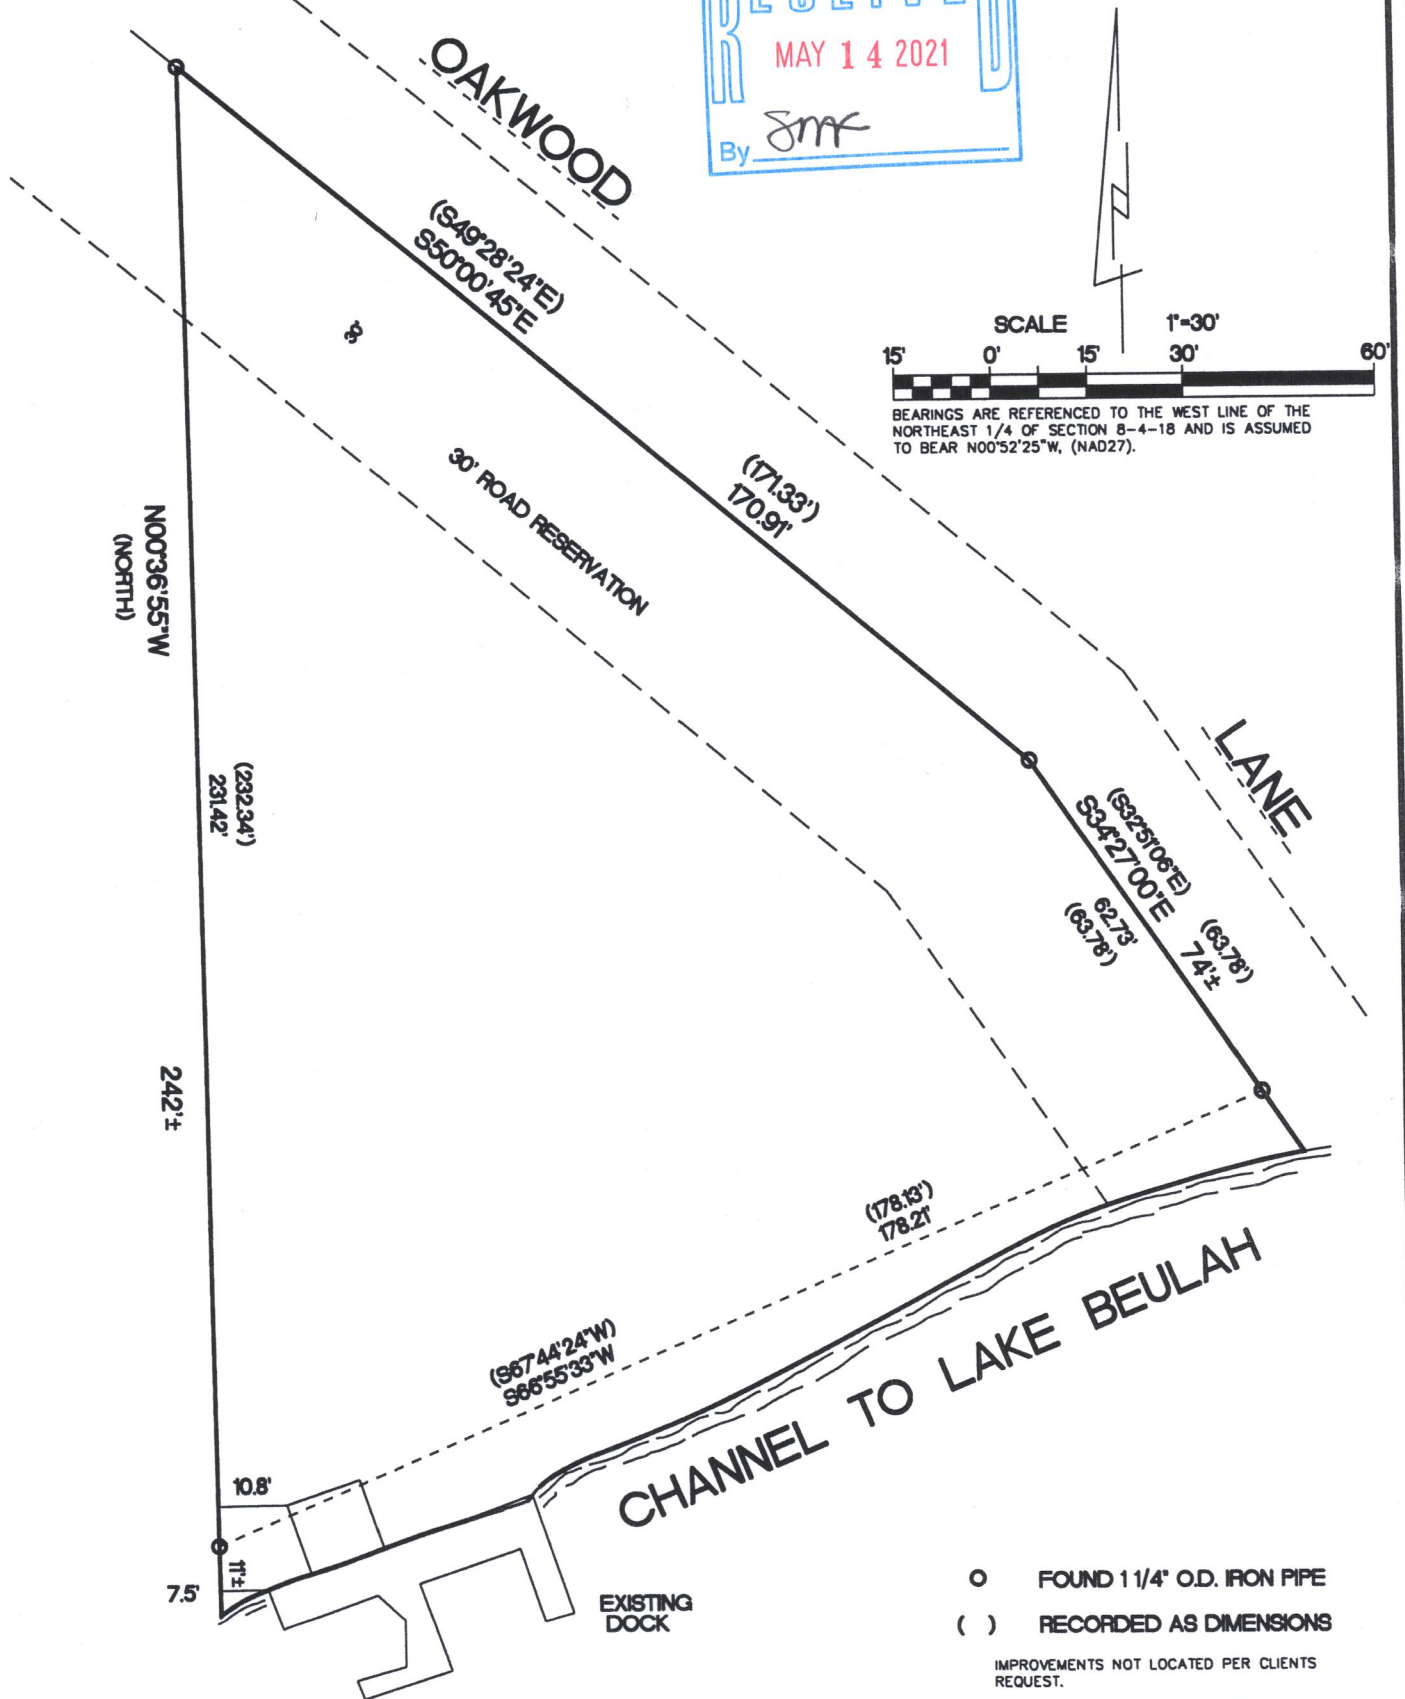 RECEIVED
MAY 14 2021
By
OAKWOOD
(S49°28'24"E)
S50°00'45"E
SCALE 1"=30'
15' 0' 15' 30' 60'
BEARINGS ARE REFERENCED TO THE WEST LINE OF THE
NORTHEAST 1/4 OF SECTION 8-4-18 AND IS ASSUMED
TO BEAR N00°52'25"W, (NAD27).
30'
30' ROAD RESERVATION
(171.33')
170.91'
N00°36'55"W
(NORTH)
LANE
(232.34')
231.42'
(S32°51'06"E)
S34°27'00"E
62.73'
(63.78')
(63.78')
74'±
242'±
(178.13')
178.21'
CHANNEL TO LAKE BEULAH
(S67°44'24"W)
S66°55'33"W
10.8'
11'±
7.5'
EXISTING
DOCK
FOUND 1 1/4" O.D. IRON PIPE
( ) RECORDED AS DIMENSIONS
IMPROVEMENTS NOT LOCATED PER CLIENTS
REQUEST.